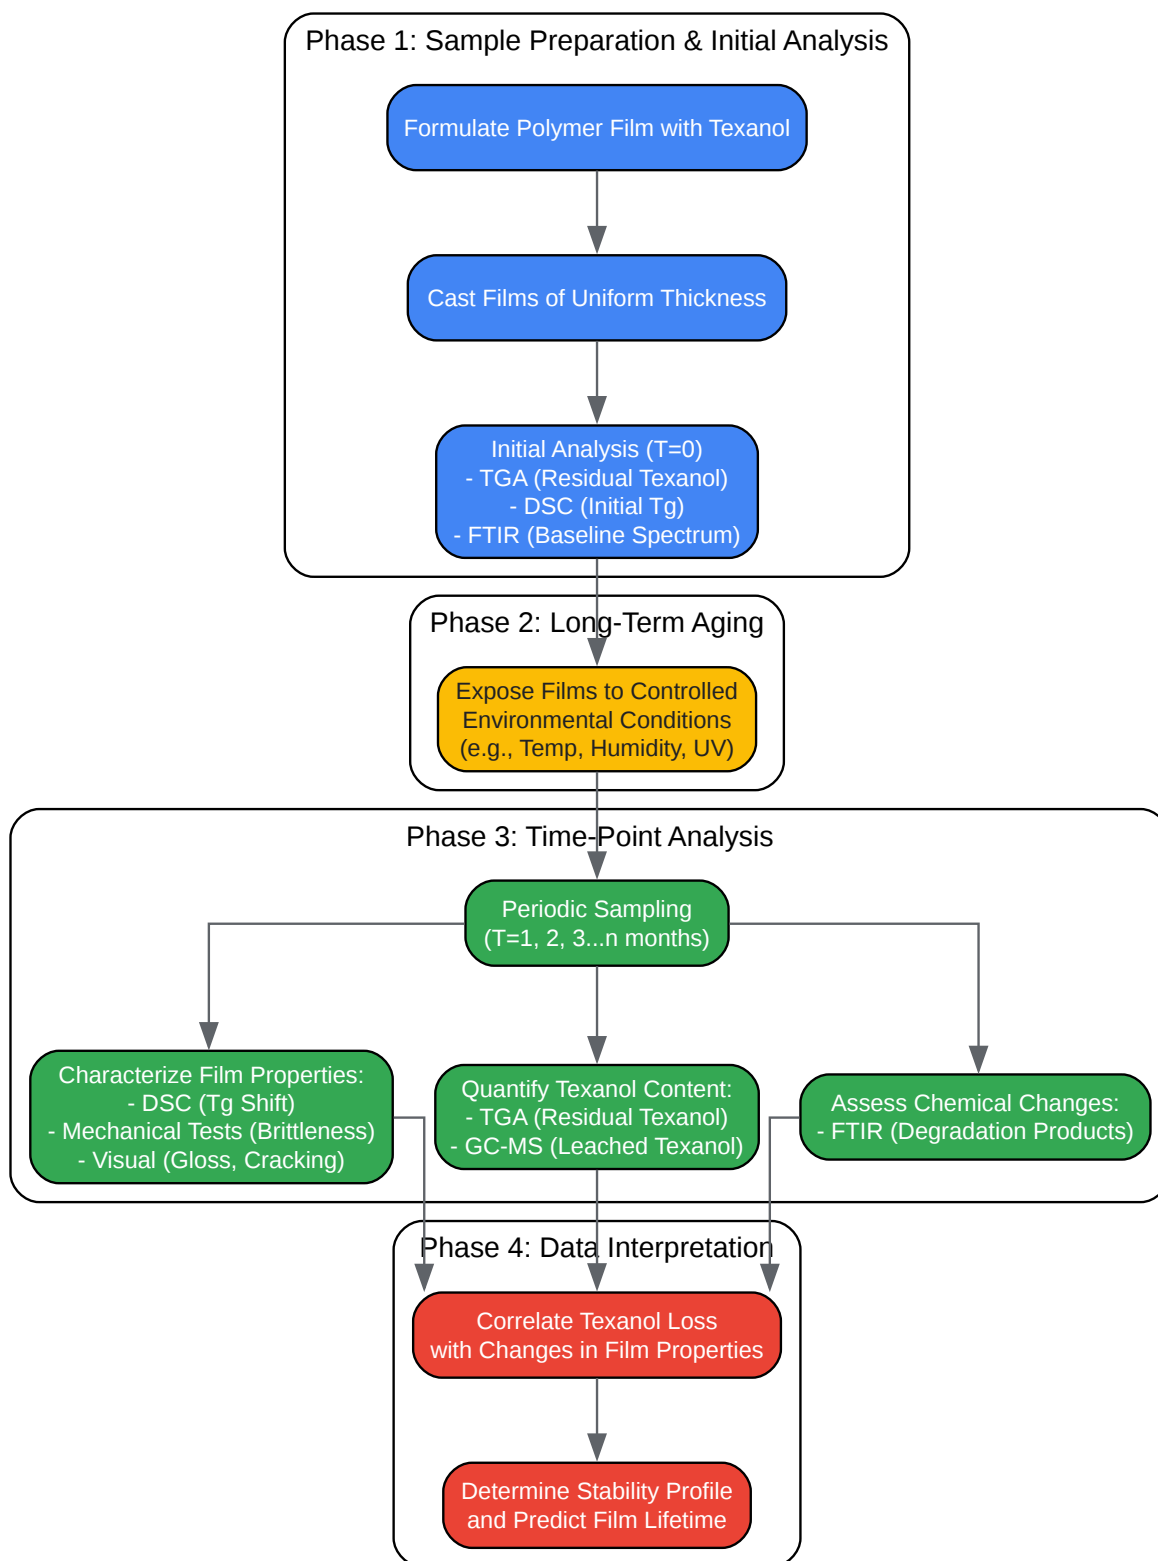 Phase 1: Sample Preparation & Initial Analysis
Formulate Polymer Film with Texanol
Cast Films of Uniform Thickness
Initial Analysis (T=0)
- TGA (Residual Texanol)
- DSC (Initial Tg)
- FTIR (Baseline Spectrum)
Phase 2: Long-Term Aging
Expose Films to Controlled
Environmental Conditions
(e.g., Temp, Humidity, UV)
Phase 3: Time-Point Analysis
Periodic Sampling
(T=1, 2, 3...n months)
Characterize Film Properties:
- DSC (Tg Shift)
- Mechanical Tests (Brittleness)
- Visual (Gloss, Cracking)
Quantify Texanol Content:
- TGA (Residual Texanol)
- GC-MS (Leached Texanol)
Assess Chemical Changes:
- FTIR (Degradation Products)
Phase 4: Data Interpretation
Correlate Texanol Loss
with Changes in Film Properties
Determine Stability Profile
and Predict Film Lifetime